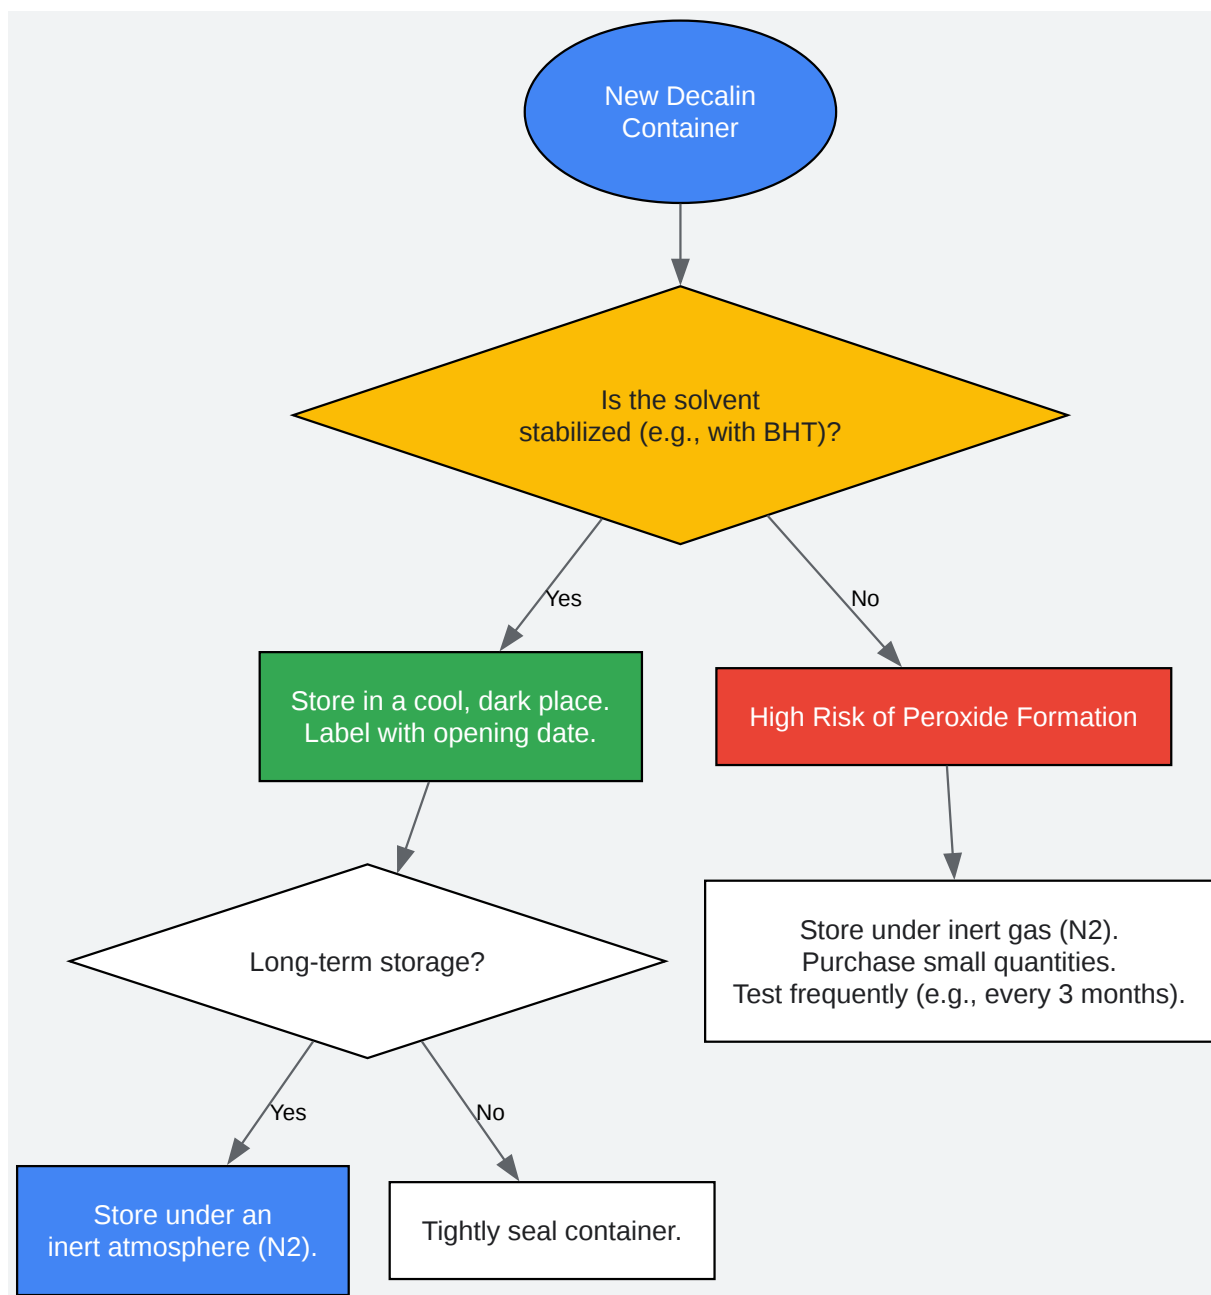 New Decalin
Container
Is the solvent
stabilized (e.g., with BHT)?
Yes
No
Store in a cool, dark place.
Label with opening date.
High Risk of Peroxide Formation
Long-term storage?
Store under inert gas (N2).
Purchase small quantities.
Test frequently (e.g., every 3 months).
Yes
No
Store under an
inert atmosphere (N2).
Tightly seal container.